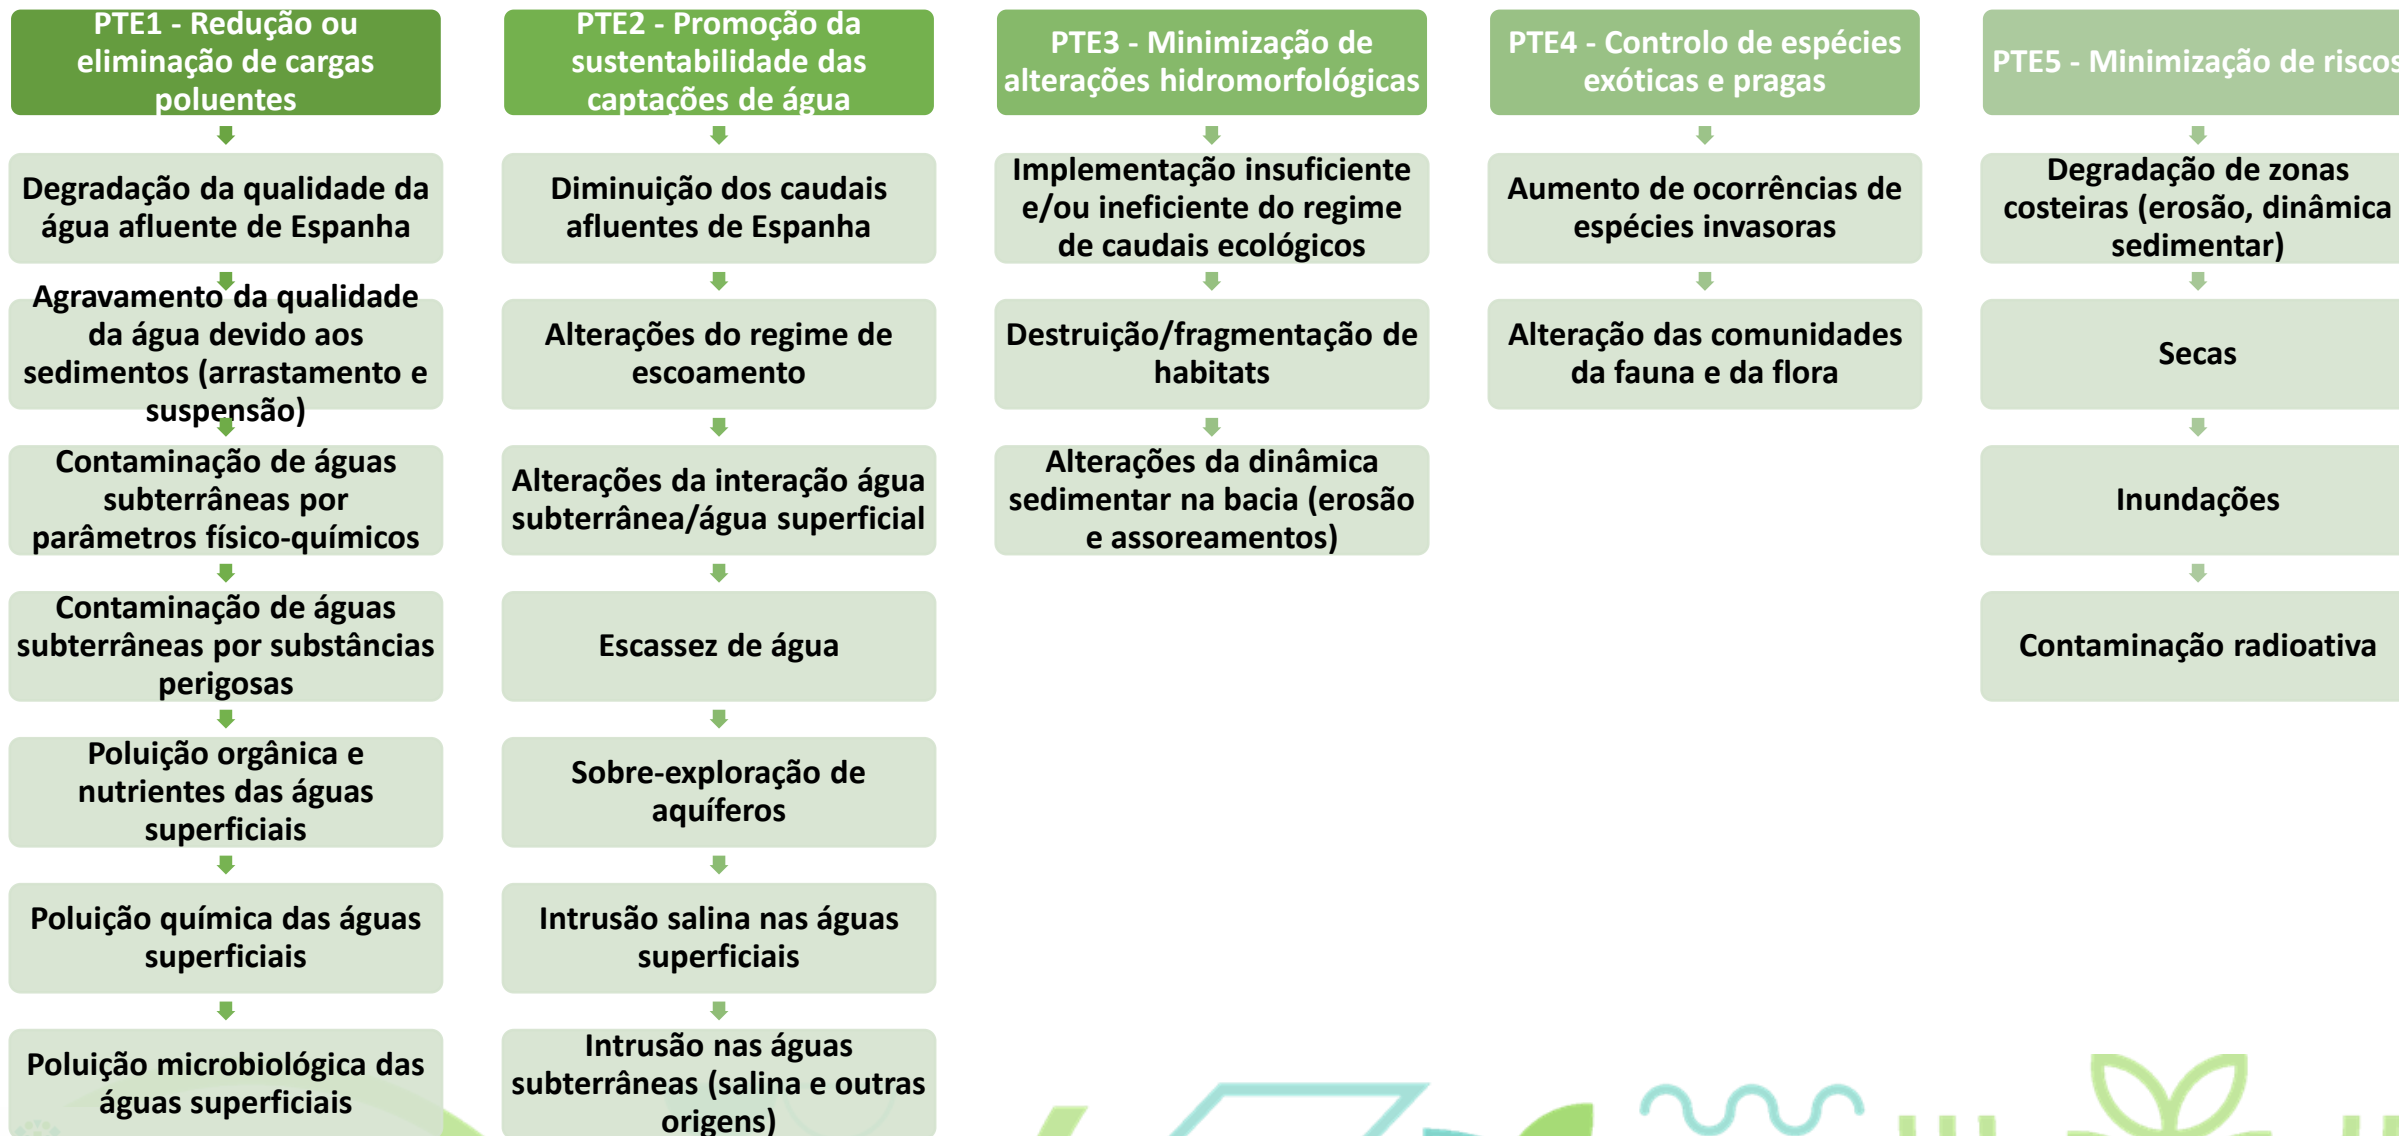 PTE1 - Redução ou
eliminação de cargas
poluentes
Degradação da qualidade da
água afluente de Espanha
Agravamento da qualidade
da água devido aos
sedimentos (arrastamento e
suspensão)
Contaminação de águas
subterrâneas por
parâmetros físico-químicos
Contaminação de águas
subterrâneas por substâncias
perigosas
Poluição orgânica e
nutrientes das águas
superficiais
Poluição química das águas
superficiais
Poluição microbiológica das
águas superficiais
PTE2 - Promoção da
sustentabilidade das
captações de água
Diminuição dos caudais
afluentes de Espanha
Alterações do regime de
escoamento
Alterações da interação água
subterrânea/água superficial
Escassez de água
Sobre-exploração de
aquíferos
Intrusão salina nas águas
superficiais
Intrusão nas águas
subterrâneas (salina e outras
origens)
PTE3 - Minimização de
alterações hidromorfológicas
Implementação insuficiente
e/ou ineficiente do regime
de caudais ecológicos
Destruição/fragmentação de
habitats
Alterações da dinâmica
sedimentar na bacia (erosão
e assoreamentos)
PTE4 - Controlo de espécies
exóticas e pragas
Aumento de ocorrências de
espécies invasoras
Alteração das comunidades
da fauna e da flora
PTE5 - Minimização de riscos
Degradação de zonas
costeiras (erosão, dinâmica
sedimentar)
Secas
Inundações
Contaminação radioativa